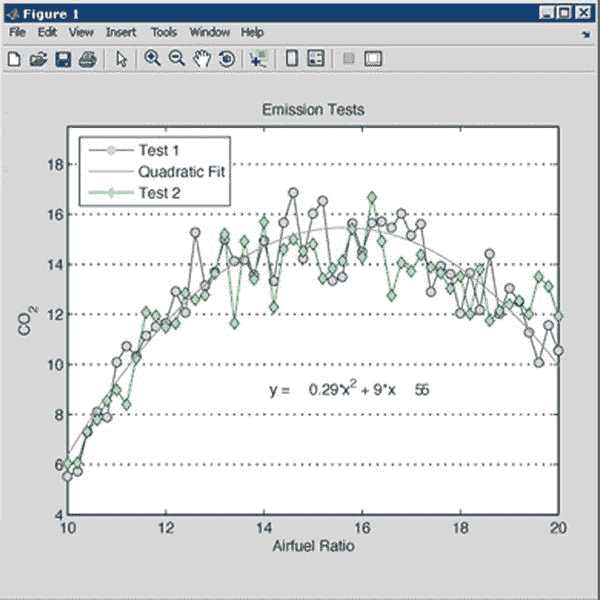 Figure 1
File Edit View Insert Tools Window Help
Emission Tests
Test 1
Quadratic Fit
Test 2
18
16
14
12
10
8
6
4
CO2
y = 0.29*x2 + 9*x 55
10 12 14 16 18 20
Airfuel Ratio